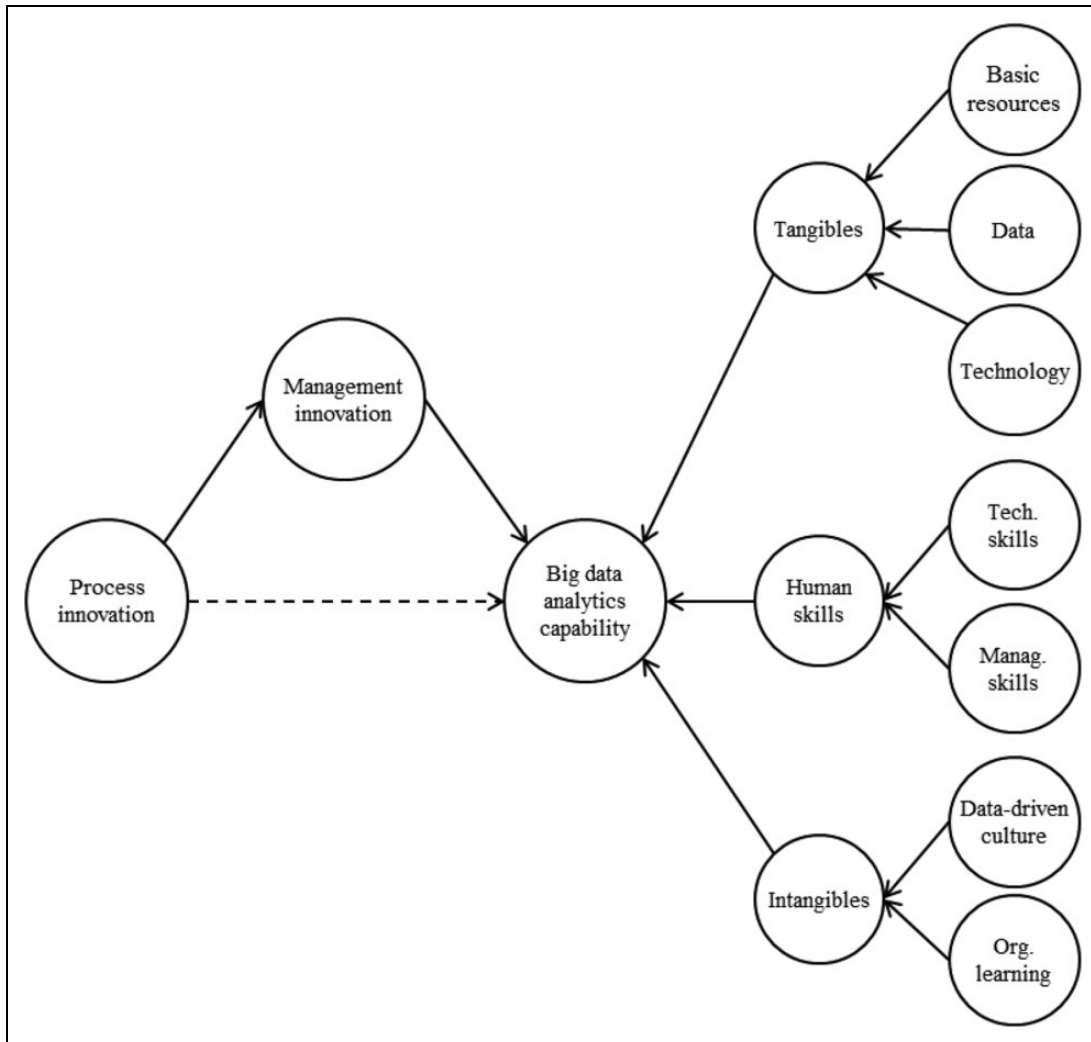 Basic
resources
Tangibles
Data
Technology
Management
innovation
Process
innovation
Big data
analytics
capability
Human
skills
Tech.
skills
Manag.
skills
Data-driven
culture
Intangibles
Org.
learning